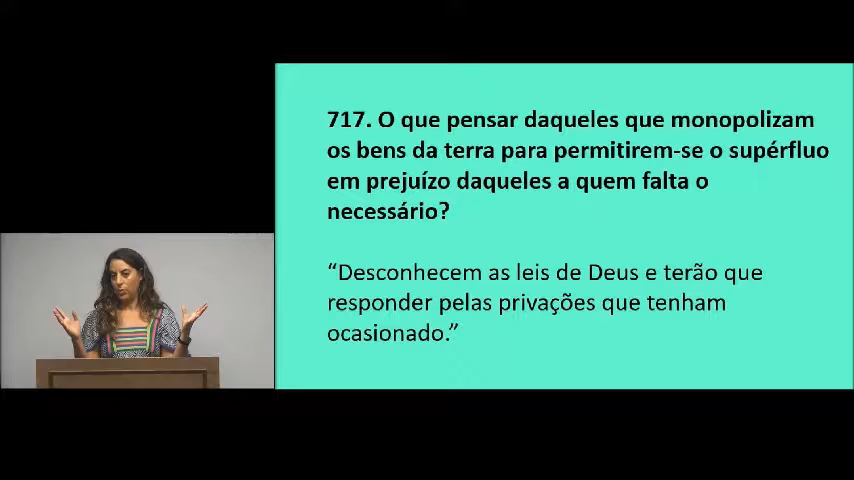 717. O que pensar daqueles que monopolizam
os bens da terra para permitirem-se o supérfluo
em prejuízo daqueles a quem falta o
necessário?
“Desconhecem as leis de Deus e terão que
responder pelas privações que tenham
ocasionado.”